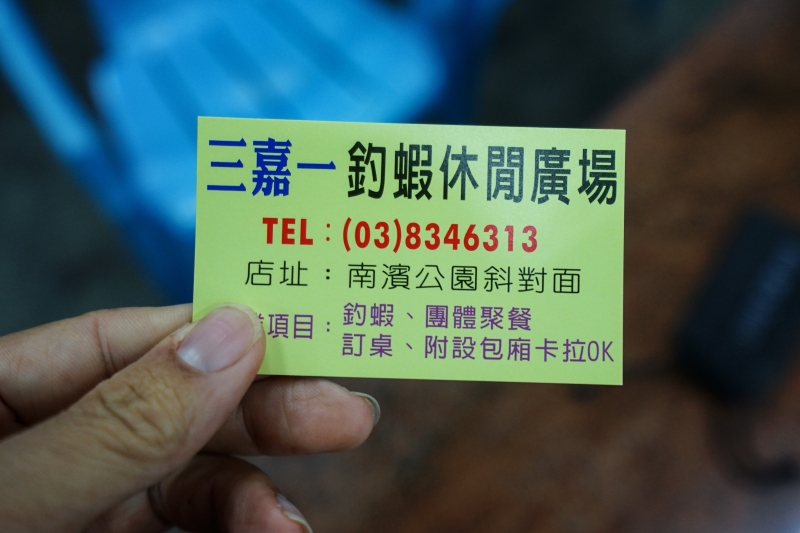 三嘉一釣蝦休閒廣場
TEL：(03)8346313
店址：南濱公園斜對面
項目：釣蝦、團體聚餐
訂桌、附設包廂卡拉OK